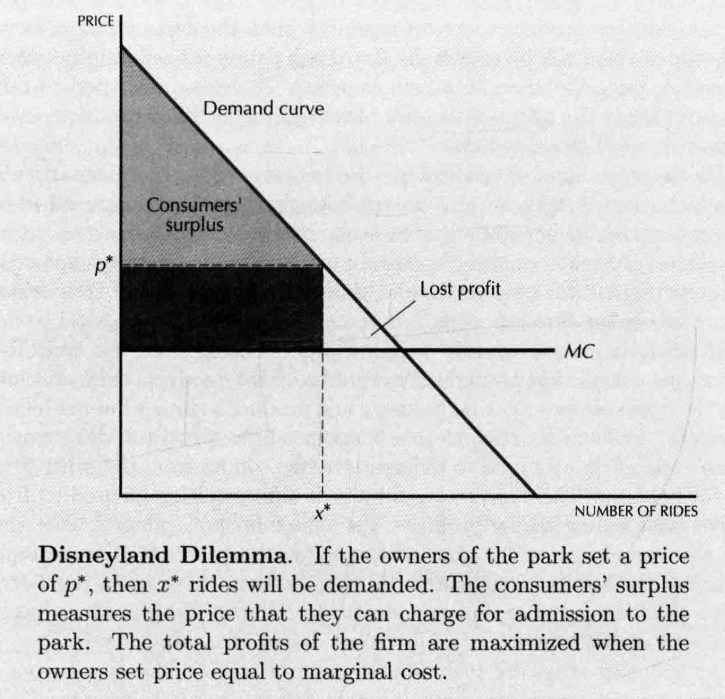 PRICE
Demand curve
Consumers'
surplus
p*
Lost profit
MC
x*
NUMBER OF RIDES
Disneyland Dilemma. If the owners of the park set a price
of p*, then x* rides will be demanded. The consumers' surplus
measures the price that they can charge for admission to the
park. The total profits of the firm are maximized when the
owners set price equal to marginal cost.